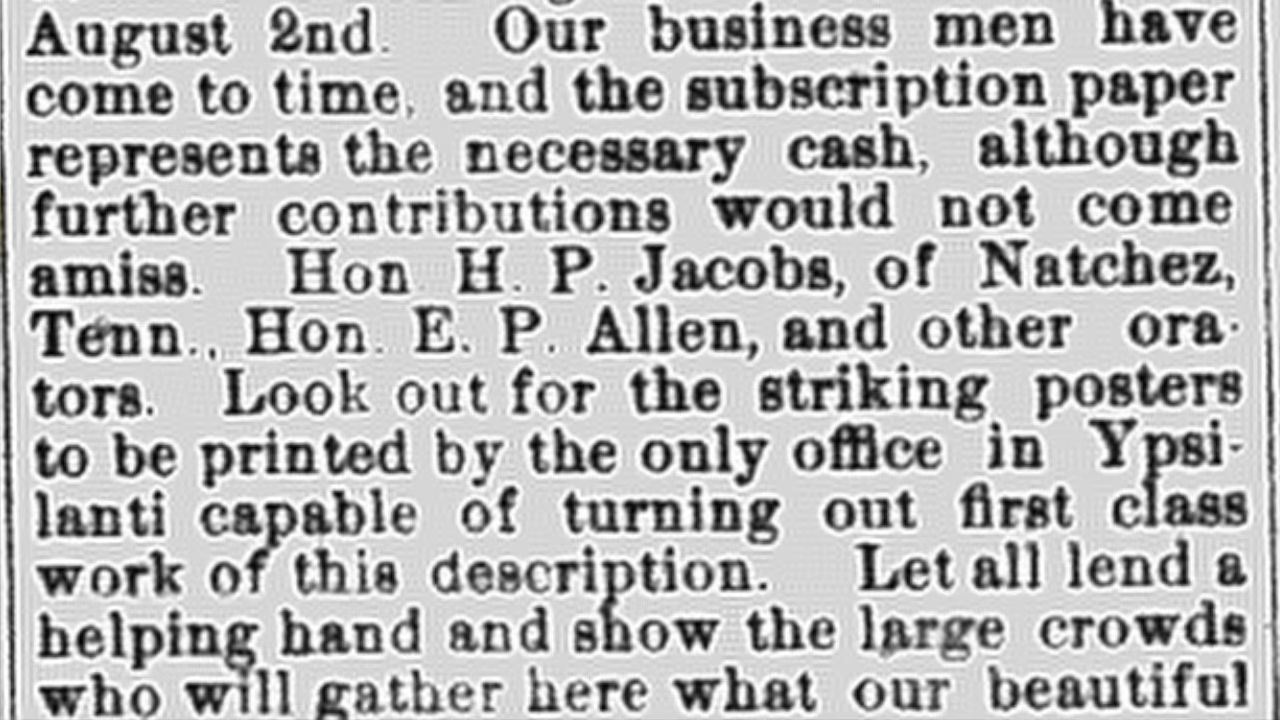 August 2nd. Our business men have
come to time, and the subscription paper
represents the necessary cash, although
further contributions would not come
amiss. Hon H. P. Jacobs, of Natchez,
Tenn., Hon. E. P. Allen, and other ora-
tors. Look out for the striking posters
to be printed by the only office in Ypsi-
lanti capable of turning out first class
work of this description. Let all lend a
helping hand and show the large crowds
who will gather here what our beautiful